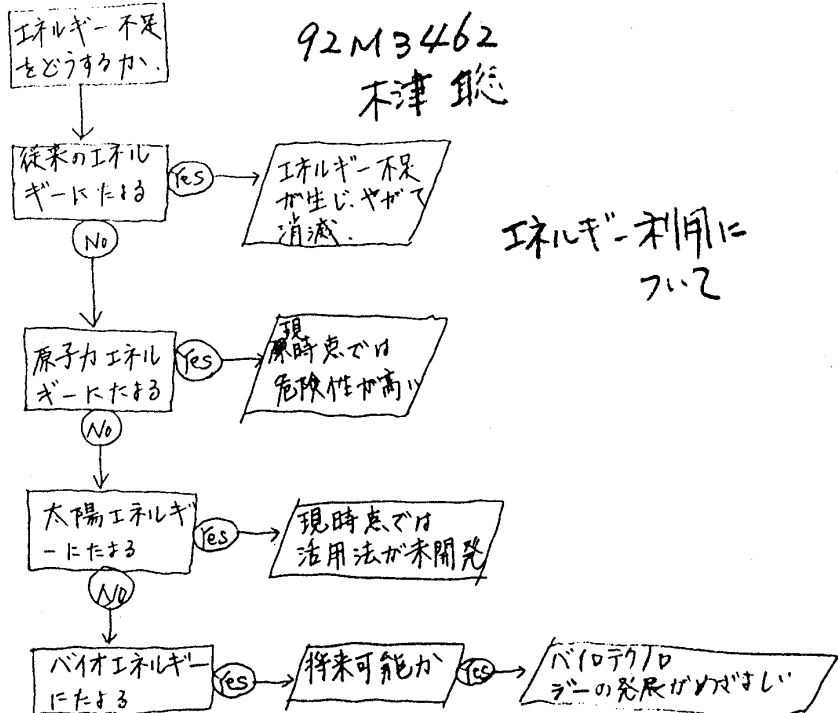 エネルギー不足
をどうするか.
92M3462
木津 聡
従来のエネル
ギーにたよる
Yes
エネルギー不足
が生じ、やがて
消滅.
No
エネルギー利用に
ついて
原子力エネル
ギーにたよる
Yes
現時点では
危険性が高い
No
太陽エネルギ
ーにたよる
Yes
現時点では
活用法が未開発
No
バイオエネルギー
にたよる
Yes
将来可能か
Yes
バイロテクノロ
ジーの発展がめざましい